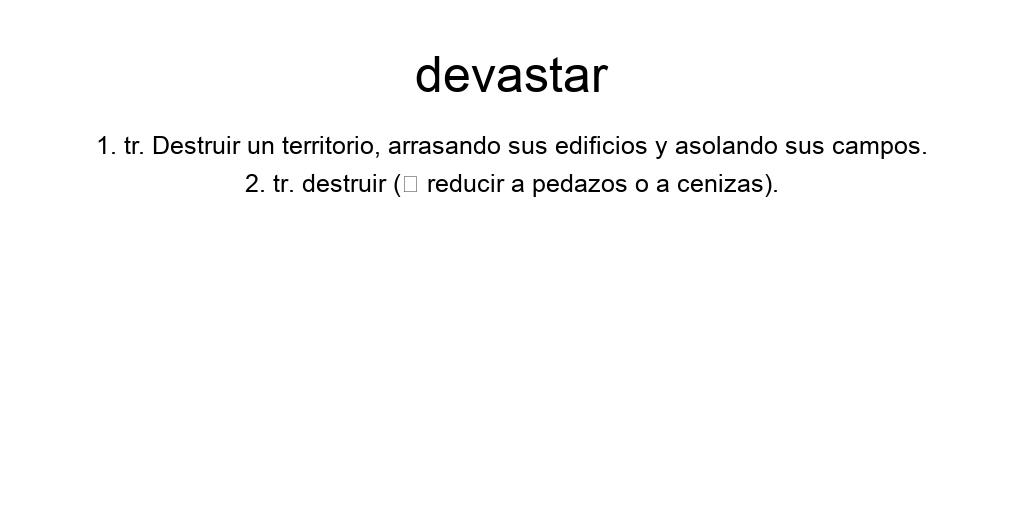 devastar
1. tr. Destruir un territorio, arrasando sus edificios y asolando sus campos.
2. tr. destruir (□ reducir a pedazos o a cenizas).